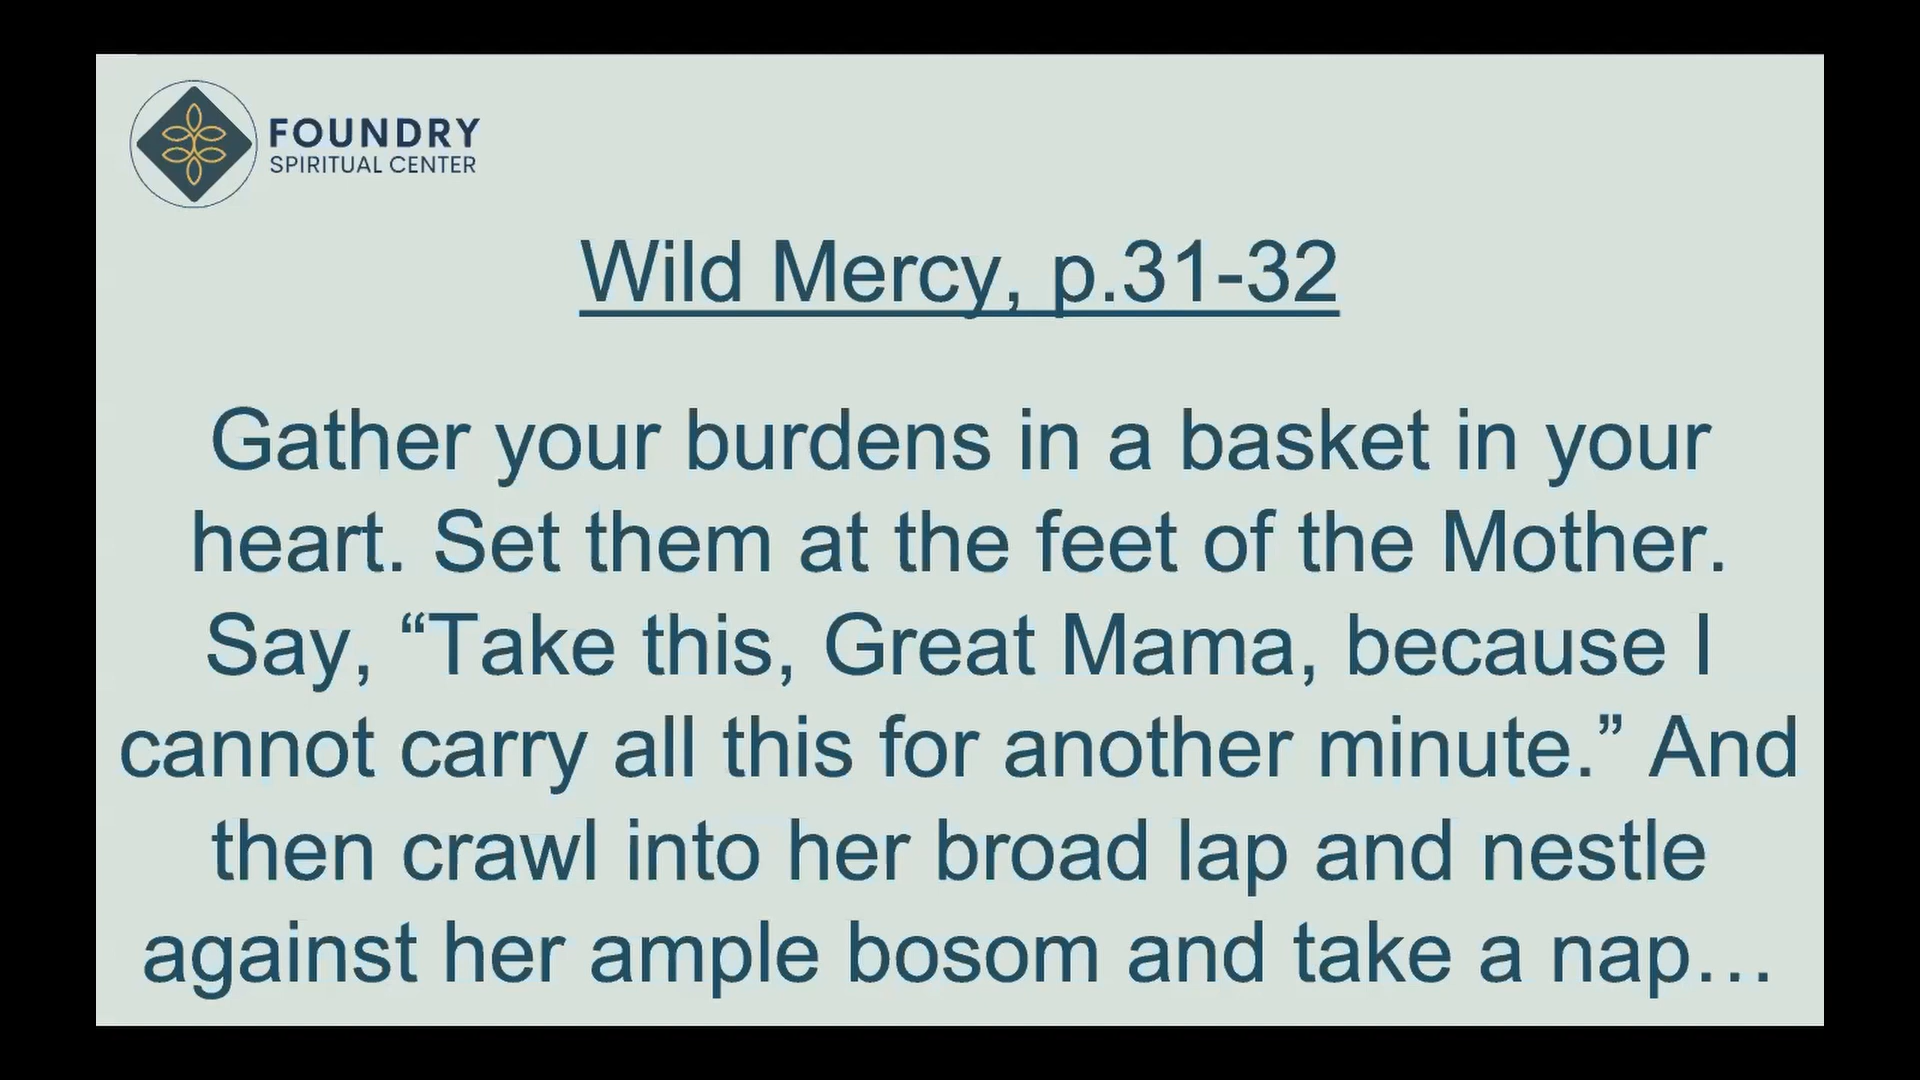 FOUNDRY
SPIRITUAL CENTER
Wild Mercy, p.31-32
Gather your burdens in a basket in your
heart. Set them at the feet of the Mother.
Say, “Take this, Great Mama, because I
cannot carry all this for another minute.” And
then crawl into her broad lap and nestle
against her ample bosom and take a nap…